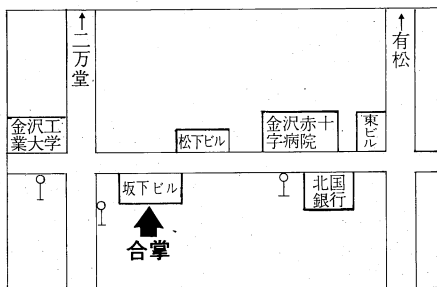 ↑二万堂
↑有松
金沢工
業大学
松下ビル
金沢赤十
字病院
東ビル
坂下ビル
北国
銀行
合掌